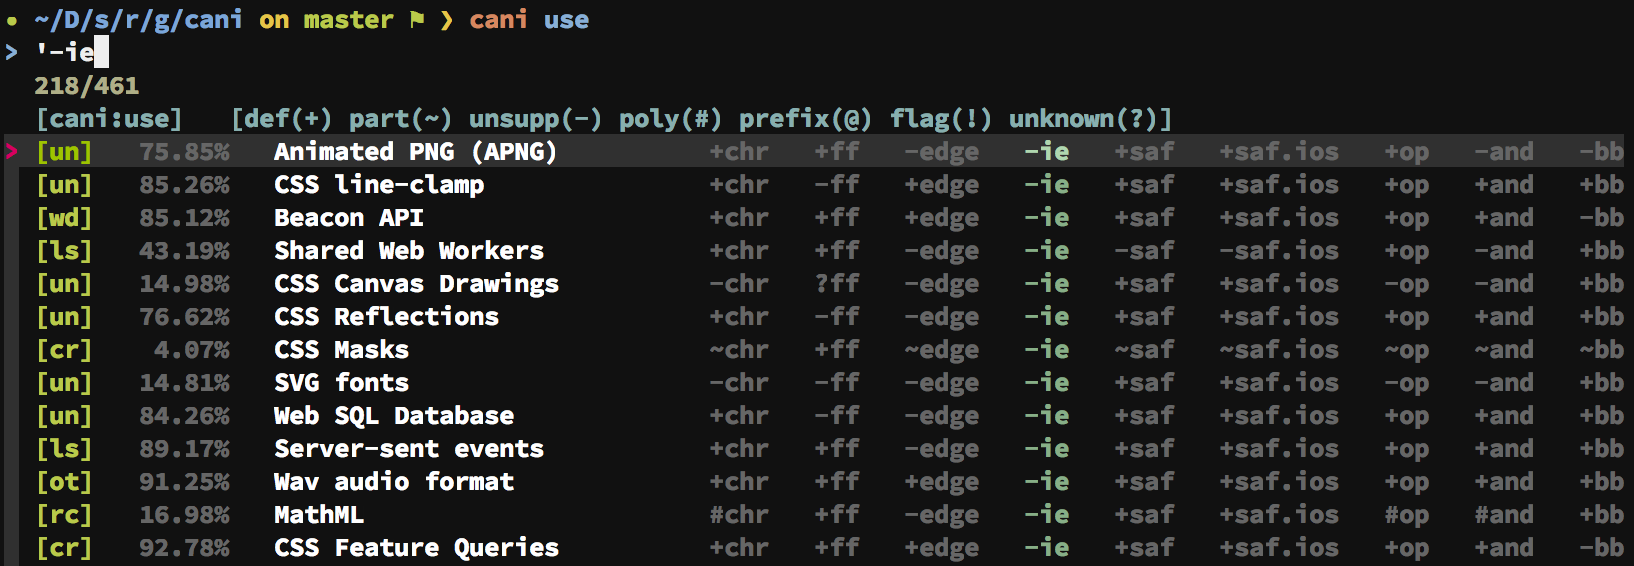 • ~/D/s/r/g/cani on master ⚑ ❯ cani use
> '-ie
218/461
[cani:use] [def(+) part(~) unsupp(-) poly(#) prefix(@) flag(!) unknown(?)]
> [un] 75.85% Animated PNG (APNG) +chr +ff -edge -ie +saf +saf.ios +op -and -bb
[un] 85.26% CSS line-clamp +chr -ff +edge -ie +saf +saf.ios +op +and +bb
[wd] 85.12% Beacon API +chr +ff +edge -ie +saf +saf.ios +op +and -bb
[ls] 43.19% Shared Web Workers +chr +ff -edge -ie -saf -saf.ios +op -and +bb
[un] 14.98% CSS Canvas Drawings -chr ?ff -edge -ie +saf +saf.ios -op -and +bb
[un] 76.62% CSS Reflections +chr -ff -edge -ie +saf +saf.ios +op +and +bb
[cr] 4.07% CSS Masks ~chr +ff ~edge -ie ~saf ~saf.ios ~op ~and ~bb
[un] 14.81% SVG fonts -chr -ff -edge -ie +saf +saf.ios -op -and +bb
[un] 84.26% Web SQL Database +chr -ff -edge -ie +saf +saf.ios +op +and +bb
[ls] 89.17% Server-sent events +chr +ff -edge -ie +saf +saf.ios +op +and +bb
[ot] 91.25% Wav audio format +chr +ff +edge -ie +saf +saf.ios +op +and +bb
[rc] 16.98% MathML #chr +ff -edge -ie +saf +saf.ios #op #and +bb
[cr] 92.78% CSS Feature Queries +chr +ff +edge -ie +saf +saf.ios +op +and -bb